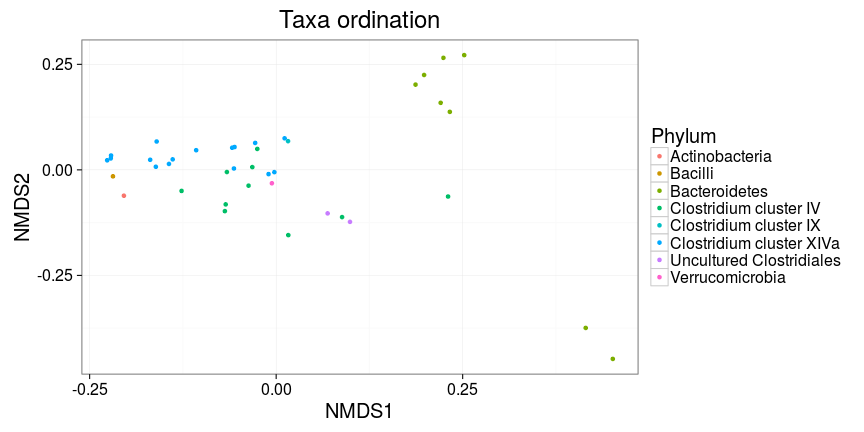 Taxa ordination
0.25
0.00
-0.25
NMDS2
-0.25
0.00
0.25
NMDS1
Phylum
Actinobacteria
Bacilli
Bacteroidetes
Clostridium cluster IV
Clostridium cluster IX
Clostridium cluster XIVa
Uncultured Clostridiales
Verrucomicrobia